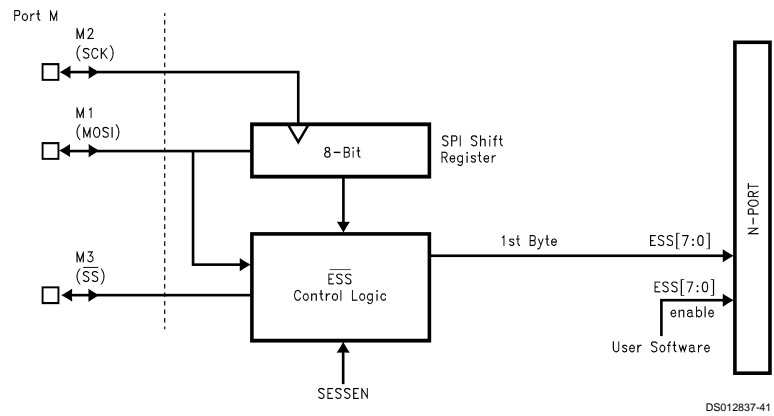 Port M
M2
(SCK)
M1
(MOSI)
8-Bit
SPI Shift
Register
M3
(SS)
ESS
Control Logic
1st Byte
ESS[7:0]
ESS[7:0]
enable
User Software
N-PORT
SESSEN
DS012837-41